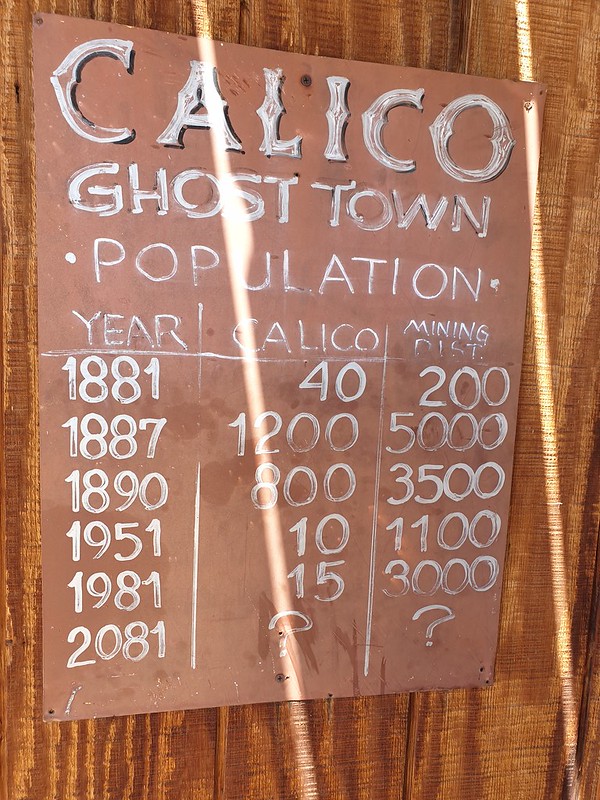 CALICO
GHOST TOWN
• POPULATION •
YEAR CALICO MINING DIST.
1881 40 200
1887 1200 5000
1890 800 3500
1951 10 1100
1981 15 3000
2081 ? ?